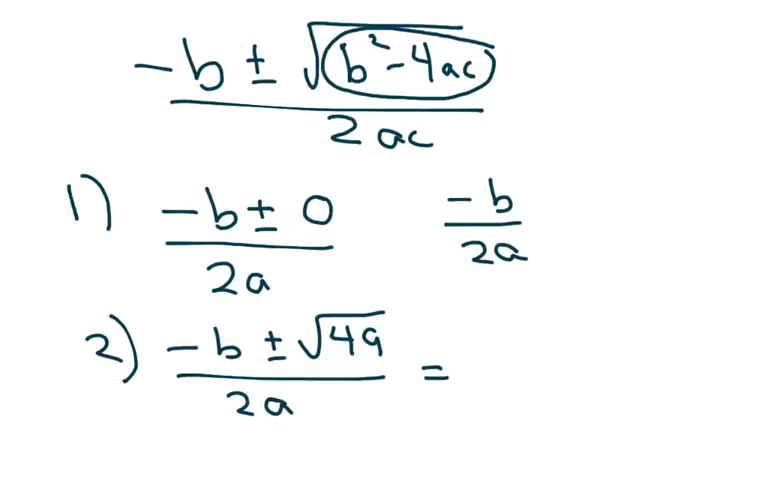 -b ± √(b²-4ac)
2ac
1) -b ± 0 -b
2a 2a
2) -b ± √49 =
2a